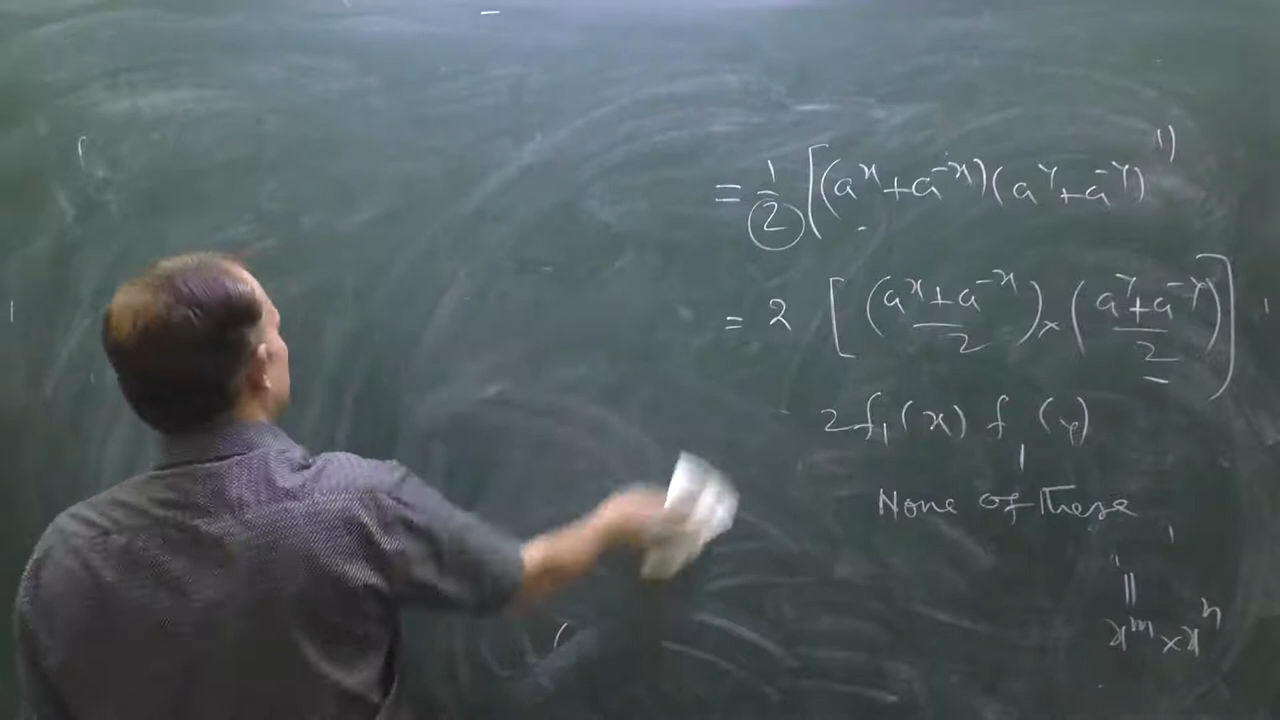 = 1/2 [(a^x + a^-x)(a^y + a^-y)
= 2 [((a^x + a^-x)/2) × ((a^y + a^-y)/2)]
2f₁(x) f₁(y)
None of These
||
x^m × x^n